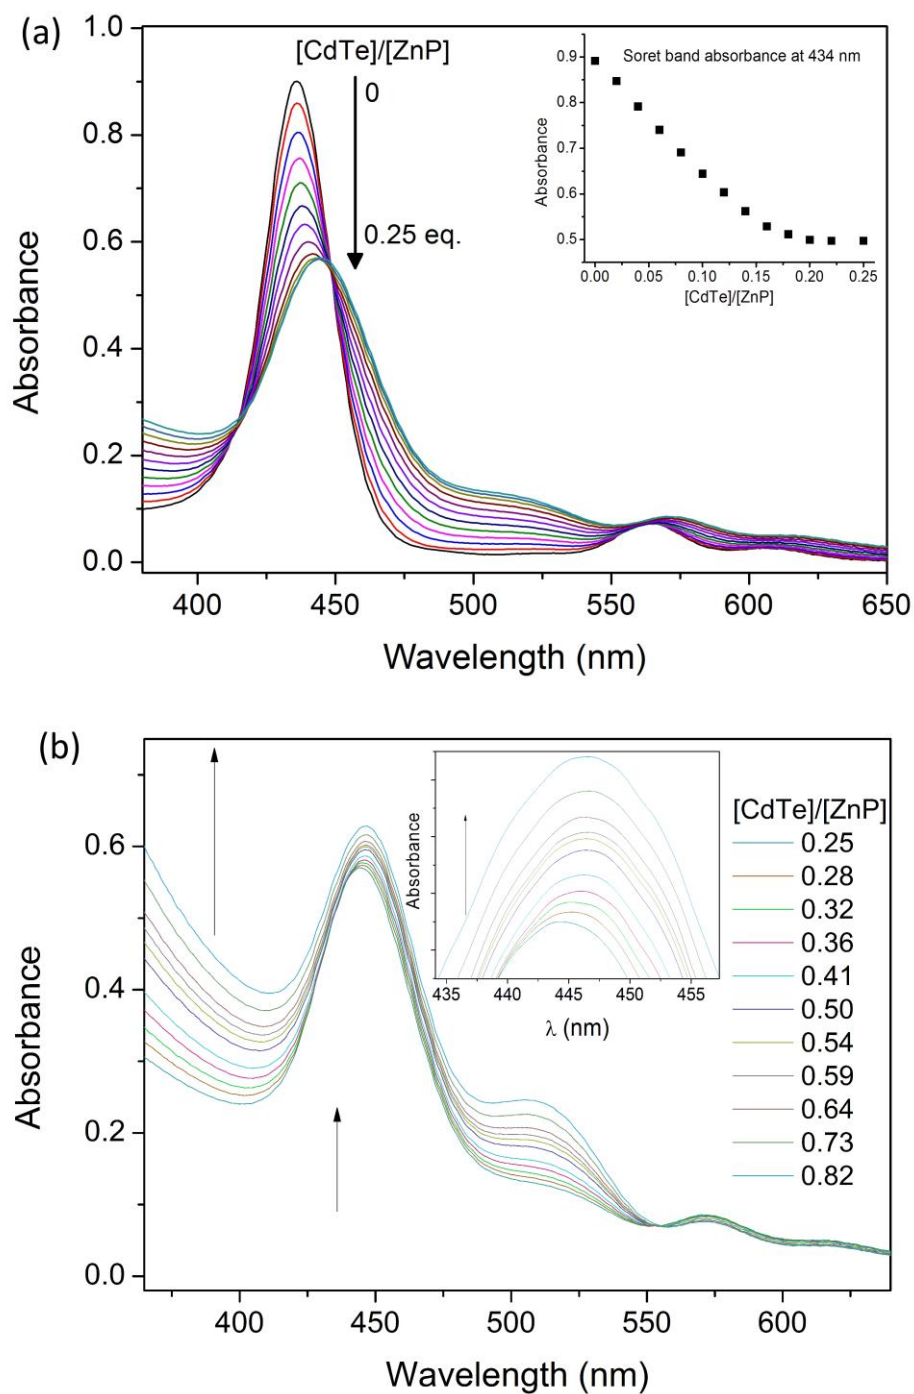 (a)
[CdTe]/[ZnP]
0
0.25 eq.
Soret band absorbance at 434 nm
Absorbance
0.9
0.8
0.7
0.6
0.5
0.00 0.05 0.10 0.15 0.20 0.25
[CdTe]/[ZnP]
Absorbance
1.0
0.8
0.6
0.4
0.2
0.0
400 450 500 550 600 650
Wavelength (nm)
(b)
Absorbance
435 440 445 450 455
λ (nm)
[CdTe]/[ZnP]
0.25
0.28
0.32
0.36
0.41
0.50
0.54
0.59
0.64
0.73
0.82
Absorbance
0.6
0.4
0.2
0.0
400 450 500 550 600
Wavelength (nm)